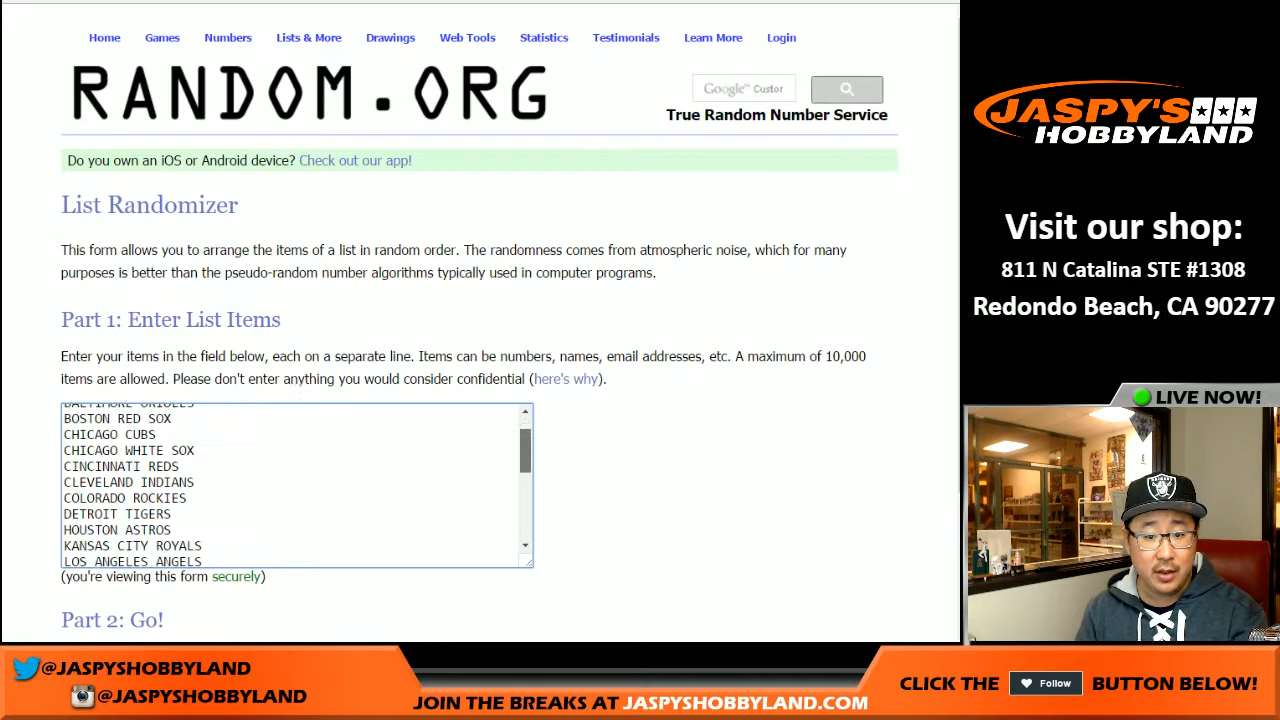 Home Games Numbers Lists & More Drawings Web Tools Statistics Testimonials Learn More Login
RANDOM.ORG
Google™ Custor
True Random Number Service
Do you own an iOS or Android device? Check out our app!
List Randomizer
This form allows you to arrange the items of a list in random order. The randomness comes from atmospheric noise, which for many
purposes is better than the pseudo-random number algorithms typically used in computer programs.
Part 1: Enter List Items
Enter your items in the field below, each on a separate line. Items can be numbers, names, email addresses, etc. A maximum of 10,000
items are allowed. Please don't enter anything you would consider confidential (here's why).
BALTIMORE ORIOLES
BOSTON RED SOX
CHICAGO CUBS
CHICAGO WHITE SOX
CINCINNATI REDS
CLEVELAND INDIANS
COLORADO ROCKIES
DETROIT TIGERS
HOUSTON ASTROS
KANSAS CITY ROYALS
LOS ANGELES ANGELS
(you're viewing this form securely)
Part 2: Go!
JASPY'S
HOBBYLAND
Visit our shop:
811 N Catalina STE #1308
Redondo Beach, CA 90277
LIVE NOW!
RAIDERS
@JASPYSHOBBYLAND
@JASPYSHOBBYLAND
JOIN THE BREAKS AT JASPYSHOBBYLAND.COM
CLICK THE Follow BUTTON BELOW!